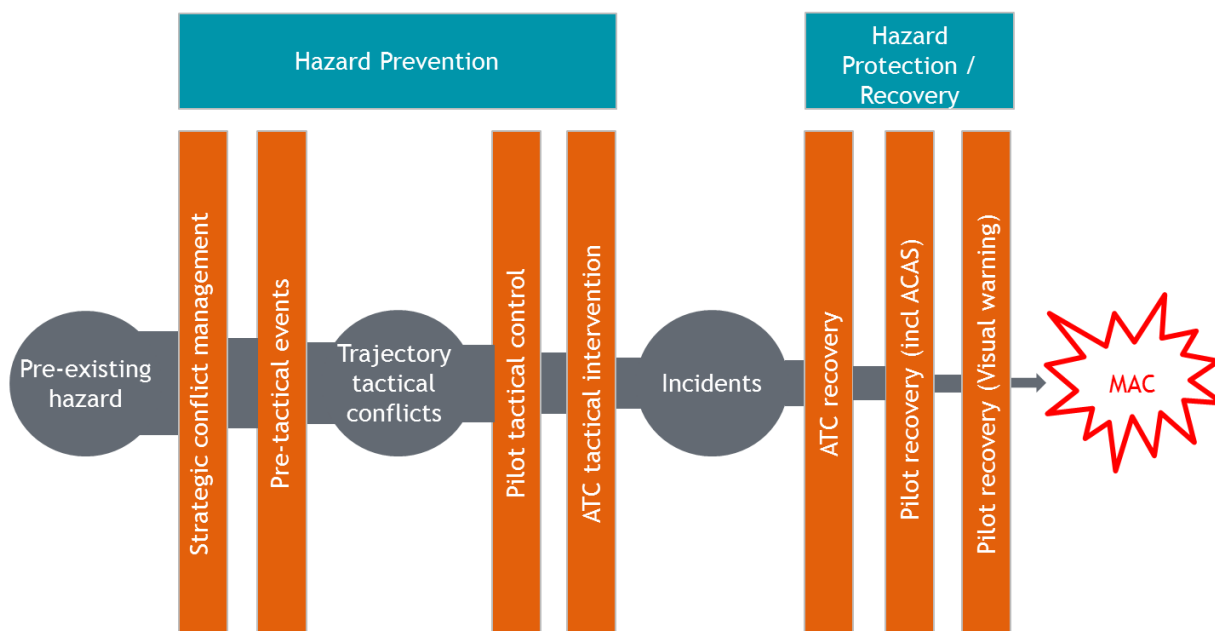 Hazard Prevention
Hazard
Protection /
Recovery
Pre-existing
hazard
Strategic conflict management
Pre-tactical events
Trajectory
tactical
conflicts
Pilot tactical control
ATC tactical intervention
Incidents
ATC recovery
Pilot recovery (incl ACAS)
Pilot recovery (Visual warning)
MAC